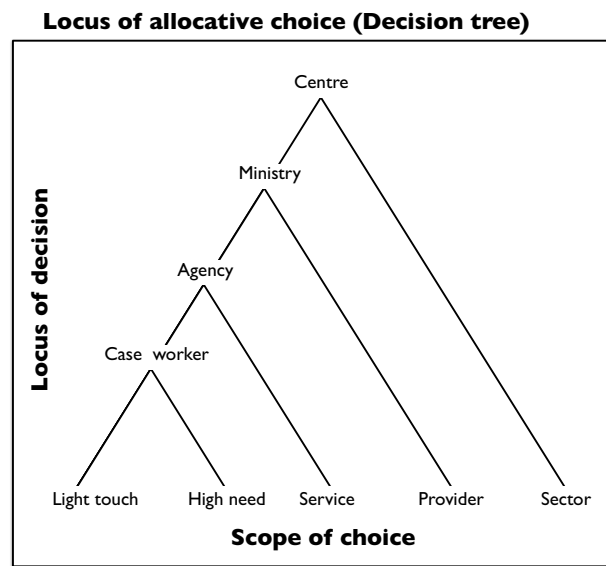 Locus of allocative choice (Decision tree)
Centre
Ministry
Agency
Case worker
Locus of decision
Light touch
High need
Service
Provider
Sector
Scope of choice